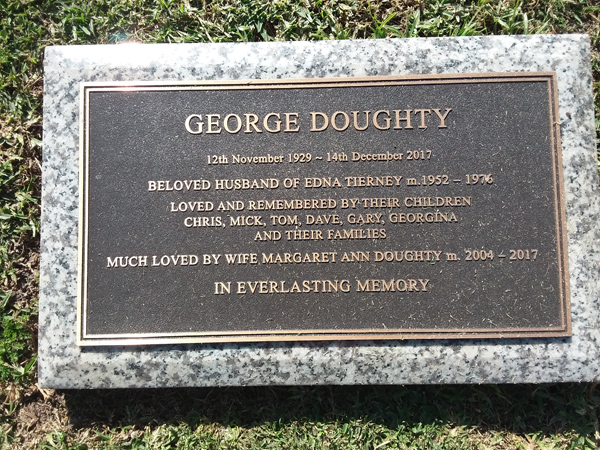 GEORGE DOUGHTY
12th November 1929 ~ 14th December 2017
BELOVED HUSBAND OF EDNA TIERNEY m.1952 – 1976
LOVED AND REMEMBERED BY THEIR CHILDREN
CHRIS, MICK, TOM, DAVE, GARY, GEORGINA
AND THEIR FAMILIES
MUCH LOVED BY WIFE MARGARET ANN DOUGHTY m. 2004 – 2017
IN EVERLASTING MEMORY